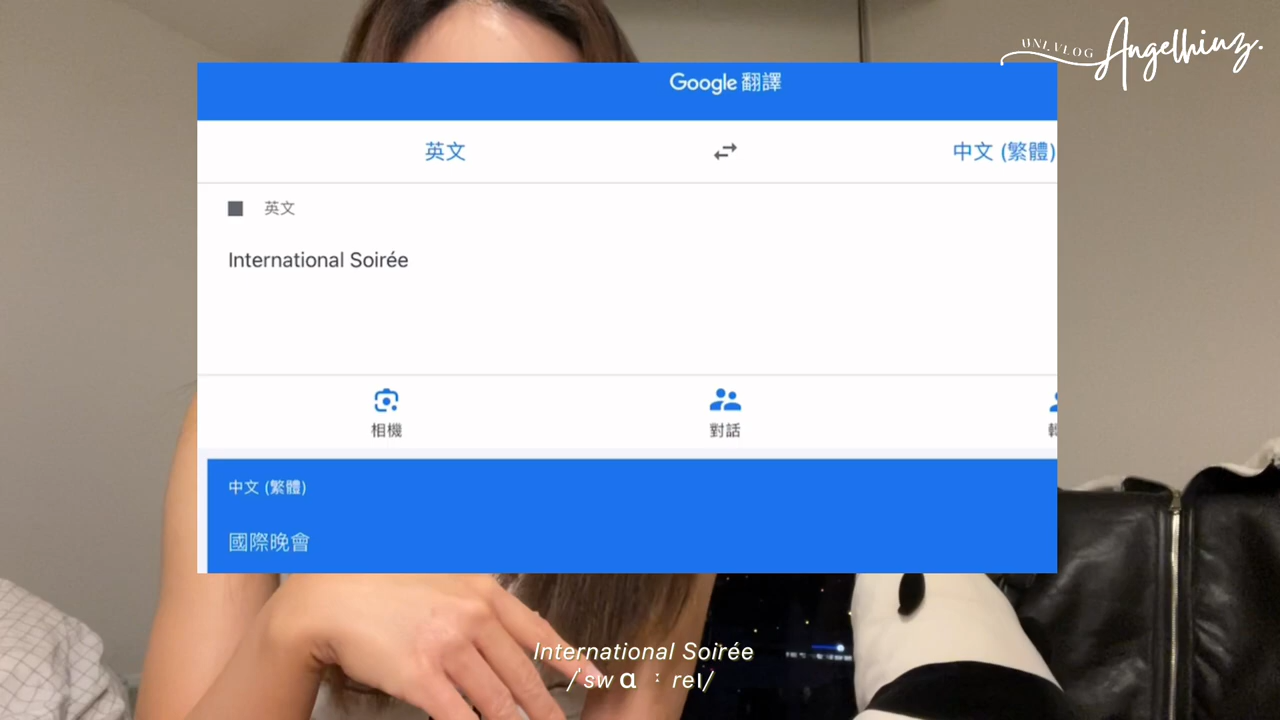 UNI.VLOG Angelhiuz.
Google 翻譯
英文 中文 (繁體)
英文
International Soirée
相機 對話
中文 (繁體)
國際晚會
International Soirée
/ˈswɑːreɪ/